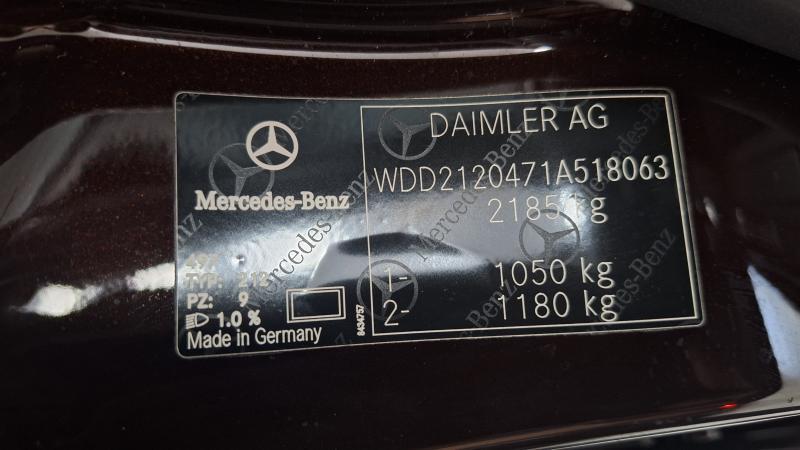 Mercedes-Benz
TYP: 212
PZ: 9
1.0 %
Made in Germany
8434757
DAIMLER AG
WDD2120471A518063
2185 kg
1- 1050 kg
2- 1180 kg